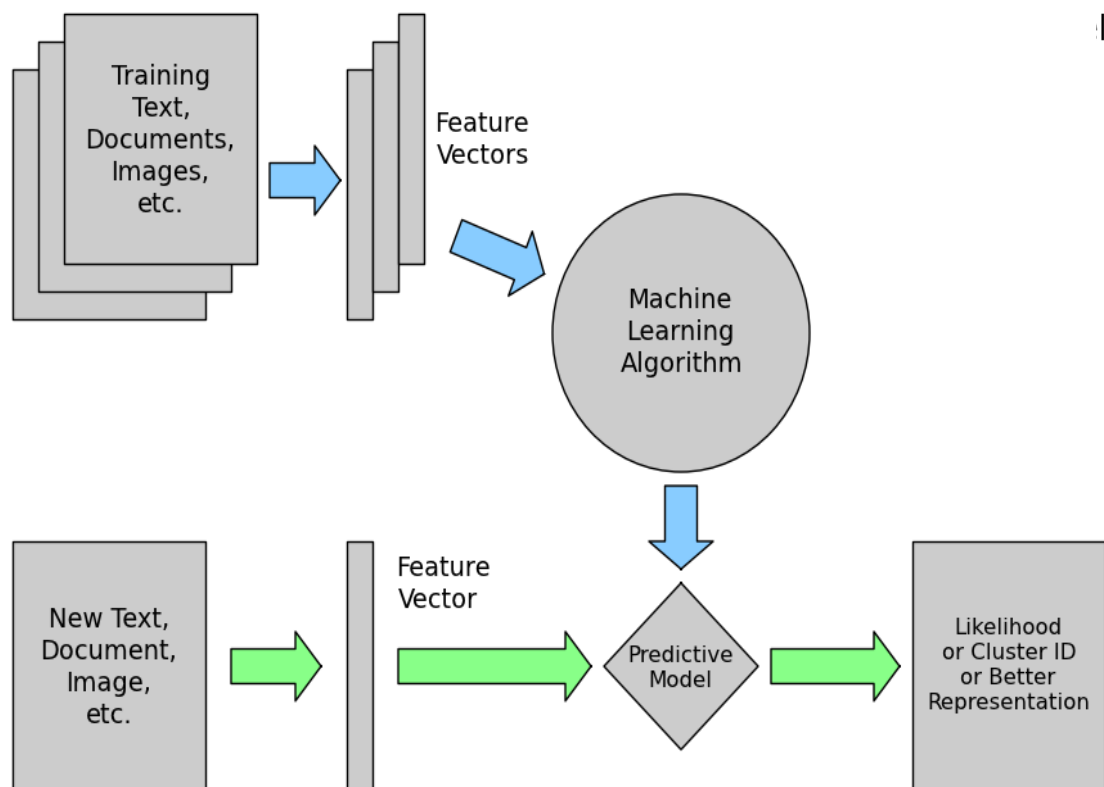 Training
Text,
Documents,
Images,
etc.
Feature
Vectors
Machine
Learning
Algorithm
New Text,
Document,
Image,
etc.
Feature
Vector
Predictive
Model
Likelihood
or Cluster ID
or Better
Representation